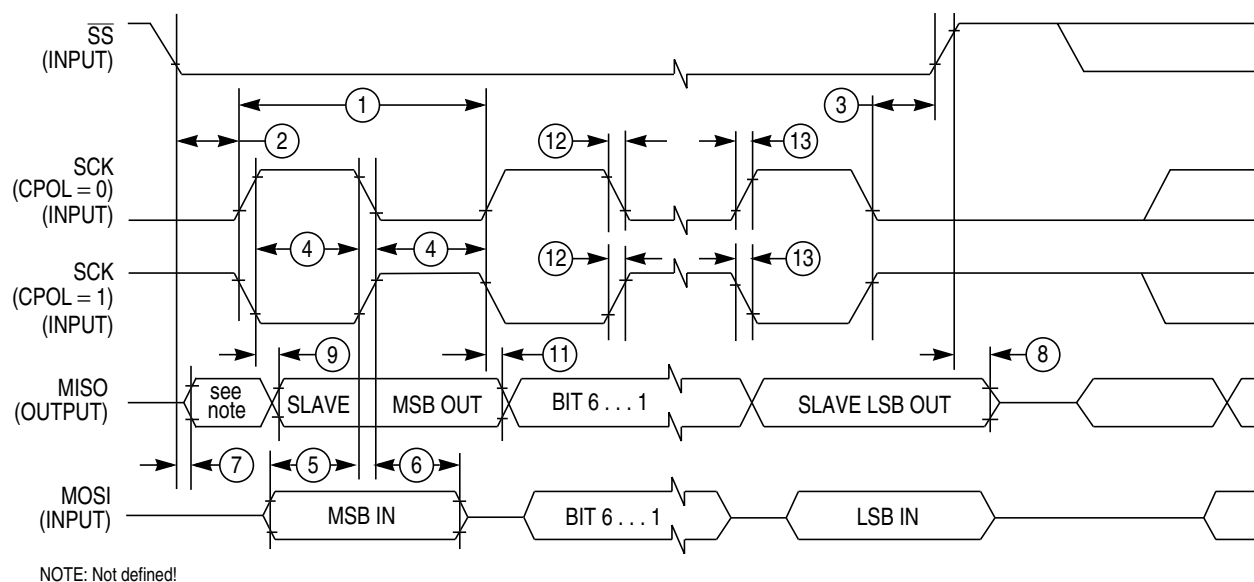 SS
(INPUT)
1
3
2
12
13
SCK
(CPOL = 0)
(INPUT)
4
4
SCK
(CPOL = 1)
(INPUT)
12
13
9
11
8
MISO
(OUTPUT)
see
note
SLAVE
MSB OUT
BIT 6 . . . 1
SLAVE LSB OUT
7
5
6
MOSI
(INPUT)
MSB IN
BIT 6 . . . 1
LSB IN
NOTE: Not defined!